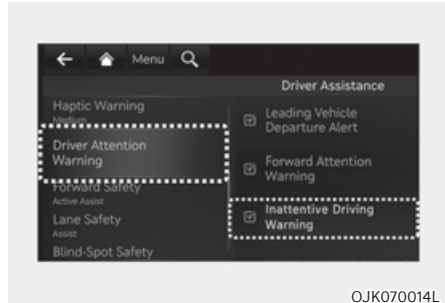 Menu
Driver Assistance
Haptic Warning
Medium
Driver Attention
Warning
Forward Safety
Active Assist
Lane Safety
Assist
Blind-Spot Safety
Leading Vehicle
Departure Alert
Forward Attention
Warning
Inattentive Driving
Warning
OJK070014L